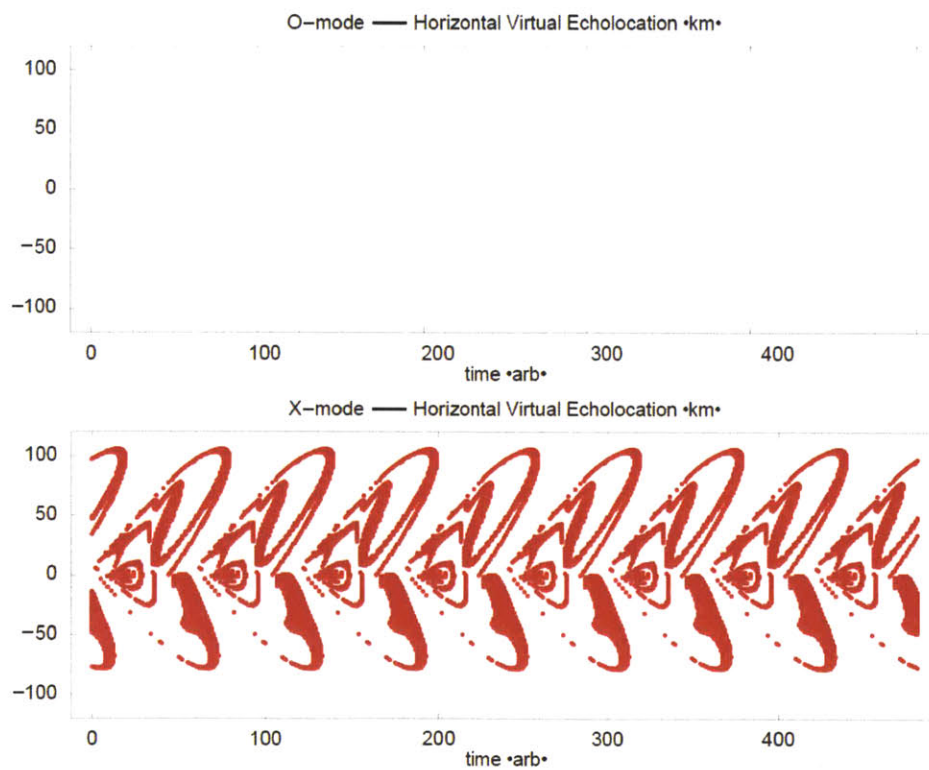 O–mode — Horizontal Virtual Echolocation •km•
100
50
0
−50
−100
0 100 200 300 400
time •arb•
X–mode — Horizontal Virtual Echolocation •km•
100
50
0
−50
−100
0 100 200 300 400
time •arb•